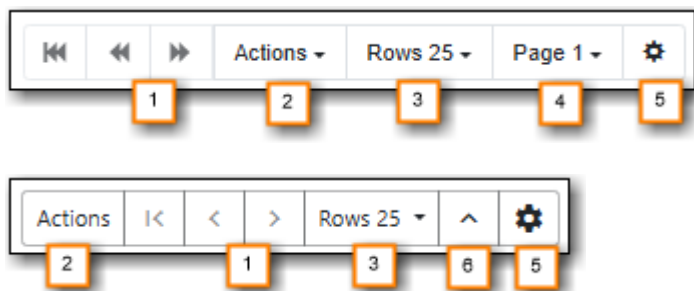 Actions Rows 25 Page 1
1 2 3 4 5
Actions Rows 25
2 1 3 6 5